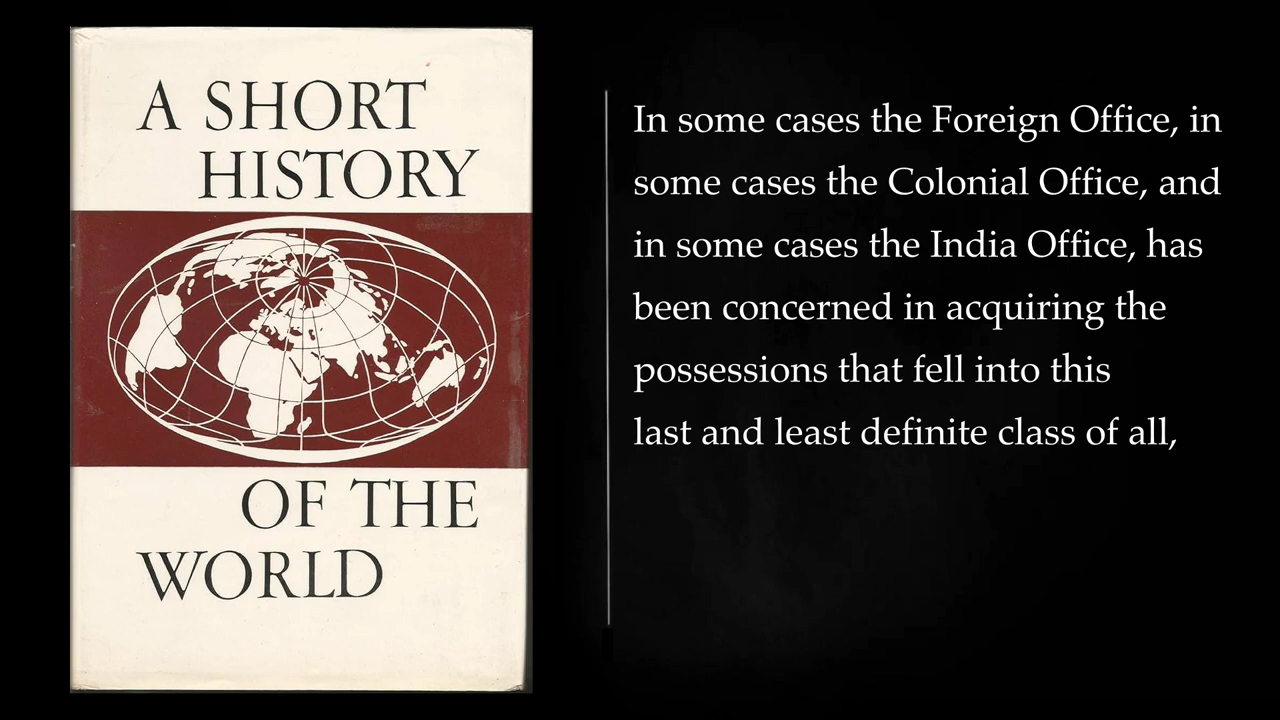 A SHORT
HISTORY
OF THE
WORLD
In some cases the Foreign Office, in
some cases the Colonial Office, and
in some cases the India Office, has
been concerned in acquiring the
possessions that fell into this
last and least definite class of all,